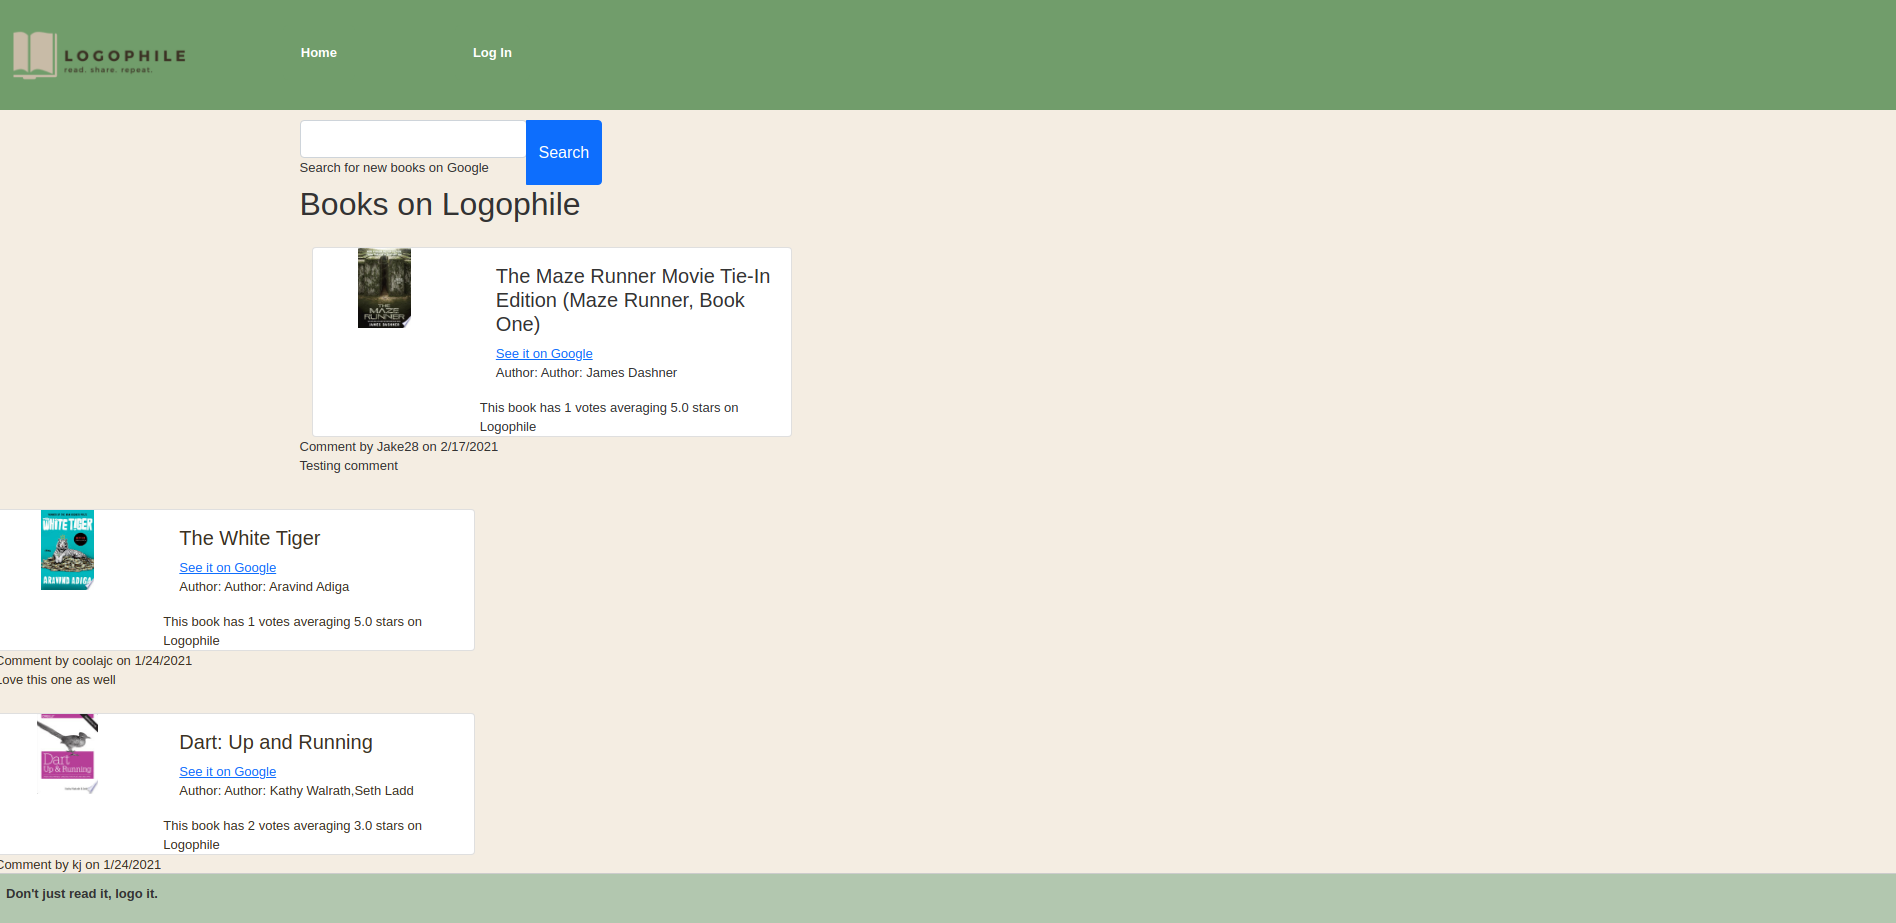 LOGOPHILE
read. share. repeat.
Home
Log In
Search
Search for new books on Google
Books on Logophile
THE
MAZE
RUNNER
JAMES DASHNER
The Maze Runner Movie Tie-In
Edition (Maze Runner, Book
One)
See it on Google
Author: Author: James Dashner
This book has 1 votes averaging 5.0 stars on
Logophile
Comment by Jake28 on 2/17/2021
Testing comment
WHITE TIGER
ARAVIND ADIGA
The White Tiger
See it on Google
Author: Author: Aravind Adiga
This book has 1 votes averaging 5.0 stars on
Logophile
Comment by coolajc on 1/24/2021
Love this one as well
Dart
Up & Running
Dart: Up and Running
See it on Google
Author: Author: Kathy Walrath,Seth Ladd
This book has 2 votes averaging 3.0 stars on
Logophile
Comment by kj on 1/24/2021
Don't just read it, logo it.